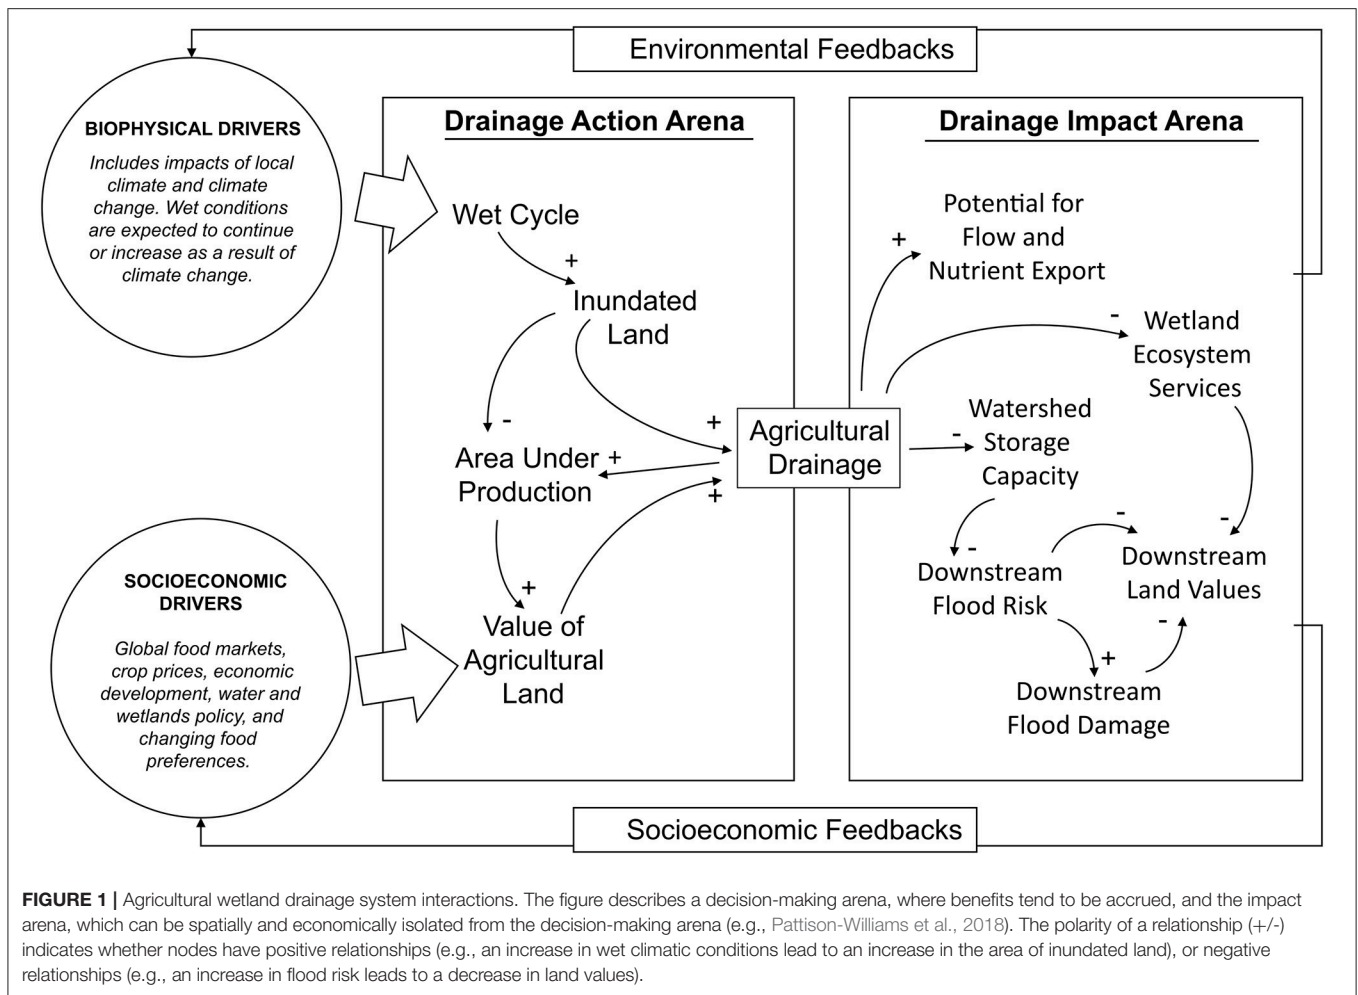 Environmental Feedbacks
BIOPHYSICAL DRIVERS
Includes impacts of local
climate and climate
change. Wet conditions
are expected to continue
or increase as a result of
climate change.
SOCIOECONOMIC
DRIVERS
Global food markets,
crop prices, economic
development, water and
wetlands policy, and
changing food
preferences.
Drainage Action Arena
Wet Cycle
+
Inundated
Land
-
+
Area Under
Production
+
+
Value of
Agricultural
Land
+
Agricultural
Drainage
Drainage Impact Arena
+
Potential for
Flow and
Nutrient Export
-
Wetland
Ecosystem
Services
-
Watershed
Storage
Capacity
-
Downstream
Flood Risk
-
-
Downstream
Land Values
-
+
Downstream
Flood Damage
Socioeconomic Feedbacks
FIGURE 1 | Agricultural wetland drainage system interactions. The figure describes a decision-making arena, where benefits tend to be accrued, and the impact
arena, which can be spatially and economically isolated from the decision-making arena (e.g., Pattison-Williams et al., 2018). The polarity of a relationship (+/-)
indicates whether nodes have positive relationships (e.g., an increase in wet climatic conditions lead to an increase in the area of inundated land), or negative
relationships (e.g., an increase in flood risk leads to a decrease in land values).